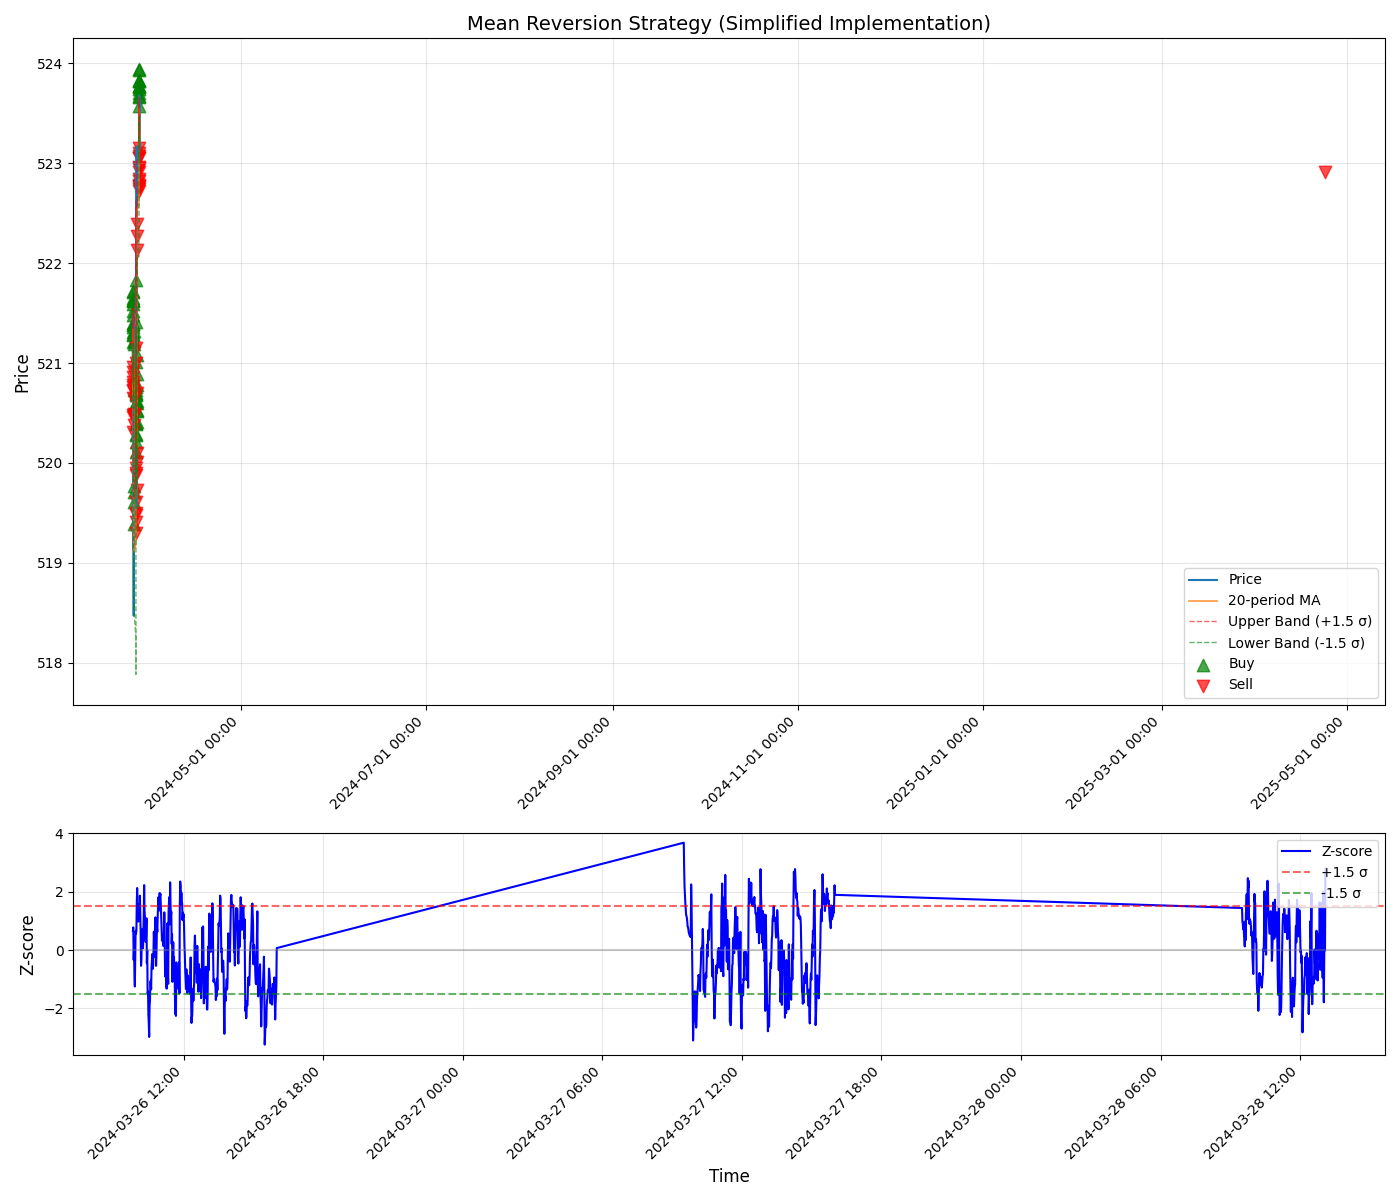 Mean Reversion Strategy (Simplified Implementation)
Price
524
523
522
521
520
519
518
Price
20-period MA
Upper Band (+1.5 σ)
Lower Band (-1.5 σ)
Buy
Sell
2024-05-01 00:00
2024-07-01 00:00
2024-09-01 00:00
2024-11-01 00:00
2025-01-01 00:00
2025-03-01 00:00
2025-05-01 00:00
Z-score
4
2
0
−2
Z-score
+1.5 σ
-1.5 σ
2024-03-26 12:00
2024-03-26 18:00
2024-03-27 00:00
2024-03-27 06:00
2024-03-27 12:00
2024-03-27 18:00
2024-03-28 00:00
2024-03-28 06:00
2024-03-28 12:00
Time